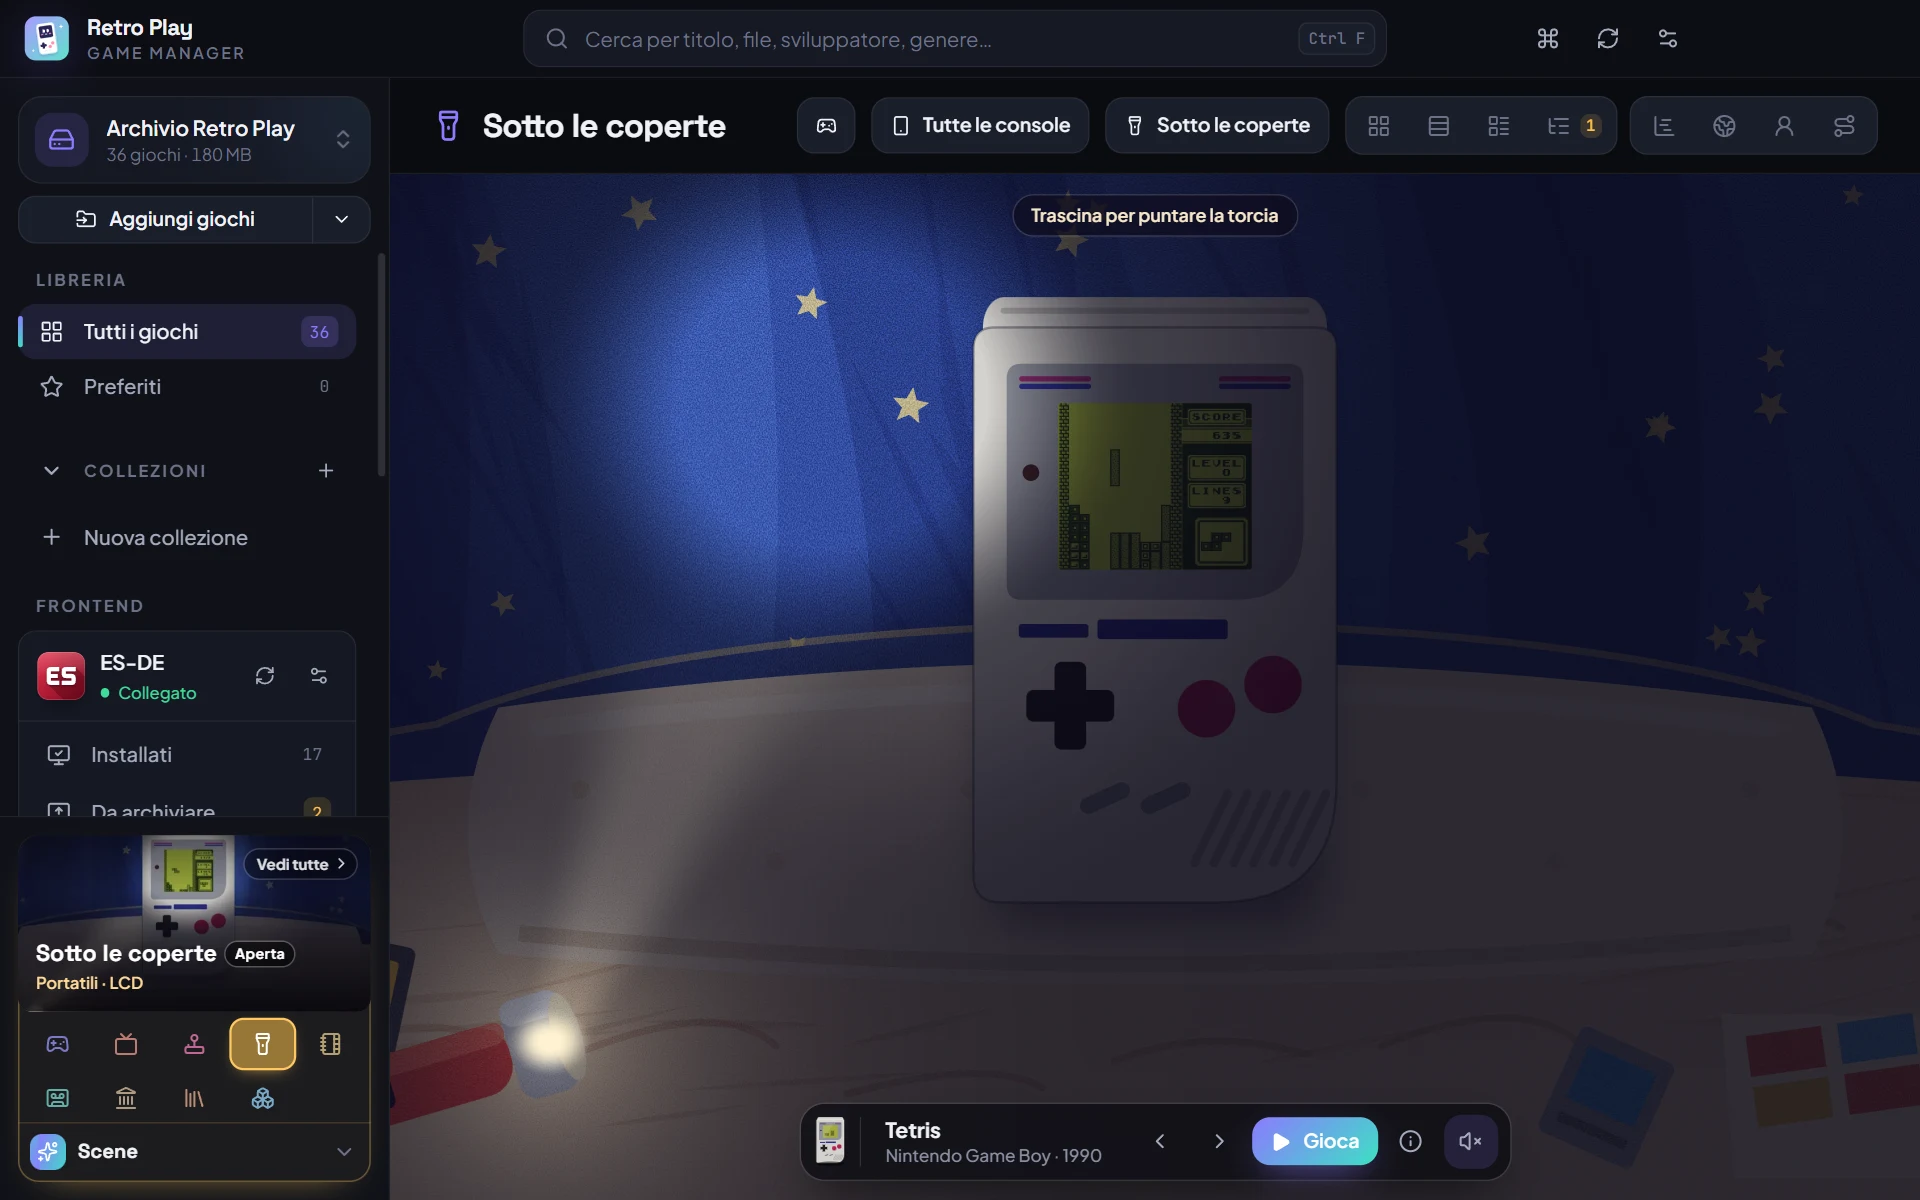 Retro Play
GAME MANAGER
Cerca per titolo, file, sviluppatore, genere...
Ctrl F
Archivio Retro Play
36 giochi · 180 MB
Aggiungi giochi
LIBRERIA
Tutti i giochi
36
Preferiti
0
COLLEZIONI
Nuova collezione
FRONTEND
ES
ES-DE
Collegato
Installati
17
Da archiviare
2
Vedi tutte
Sotto le coperte
Aperta
Portatili · LCD
Scene
Sotto le coperte
Tutte le console
Sotto le coperte
1
Trascina per puntare la torcia
SCORE
635
LEVEL
0
LINES
9
Tetris
Nintendo Game Boy · 1990
Gioca